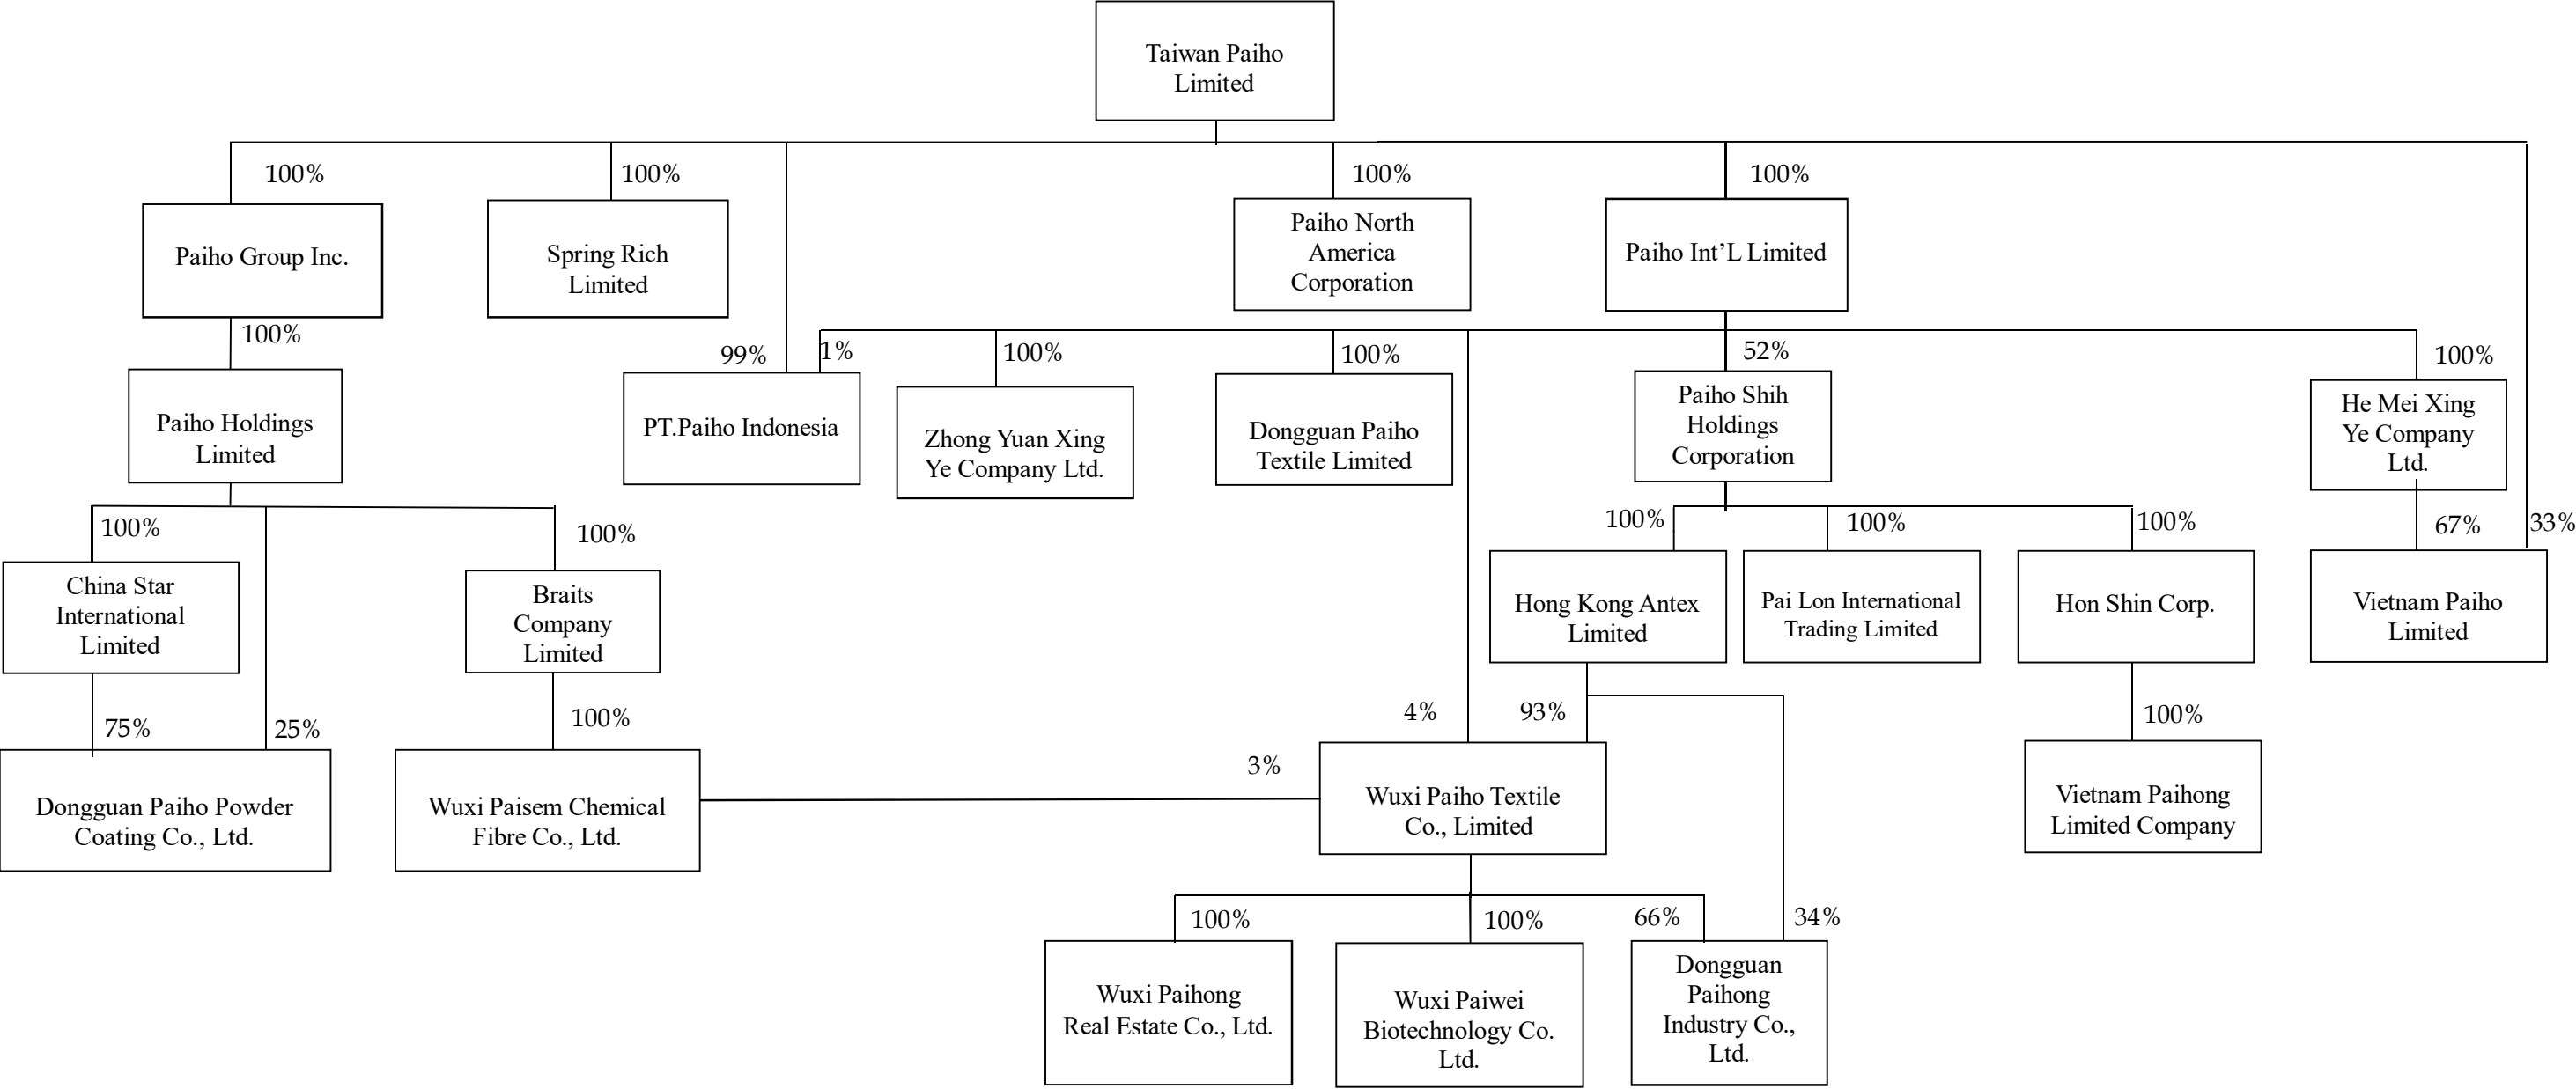 Taiwan Paiho
Limited
100%
100%
100%
100%
Paiho Group Inc.
Spring Rich
Limited
Paiho North
America
Corporation
Paiho Int’L Limited
100%
99%
1%
100%
100%
52%
100%
Paiho Holdings
Limited
PT.Paiho Indonesia
Zhong Yuan Xing
Ye Company Ltd.
Dongguan Paiho
Textile Limited
Paiho Shih
Holdings
Corporation
He Mei Xing
Ye Company
Ltd.
100%
100%
100%
100%
100%
67%
33%
China Star
International
Limited
Braits
Company
Limited
Hong Kong Antex
Limited
Pai Lon International
Trading Limited
Hon Shin Corp.
Vietnam Paiho
Limited
75%
25%
100%
4%
93%
100%
3%
Dongguan Paiho Powder
Coating Co., Ltd.
Wuxi Paisem Chemical
Fibre Co., Ltd.
Wuxi Paiho Textile
Co., Limited
Vietnam Paihong
Limited Company
100%
100%
66%
34%
Wuxi Paihong
Real Estate Co., Ltd.
Wuxi Paiwei
Biotechnology Co.
Ltd.
Dongguan
Paihong
Industry Co.,
Ltd.